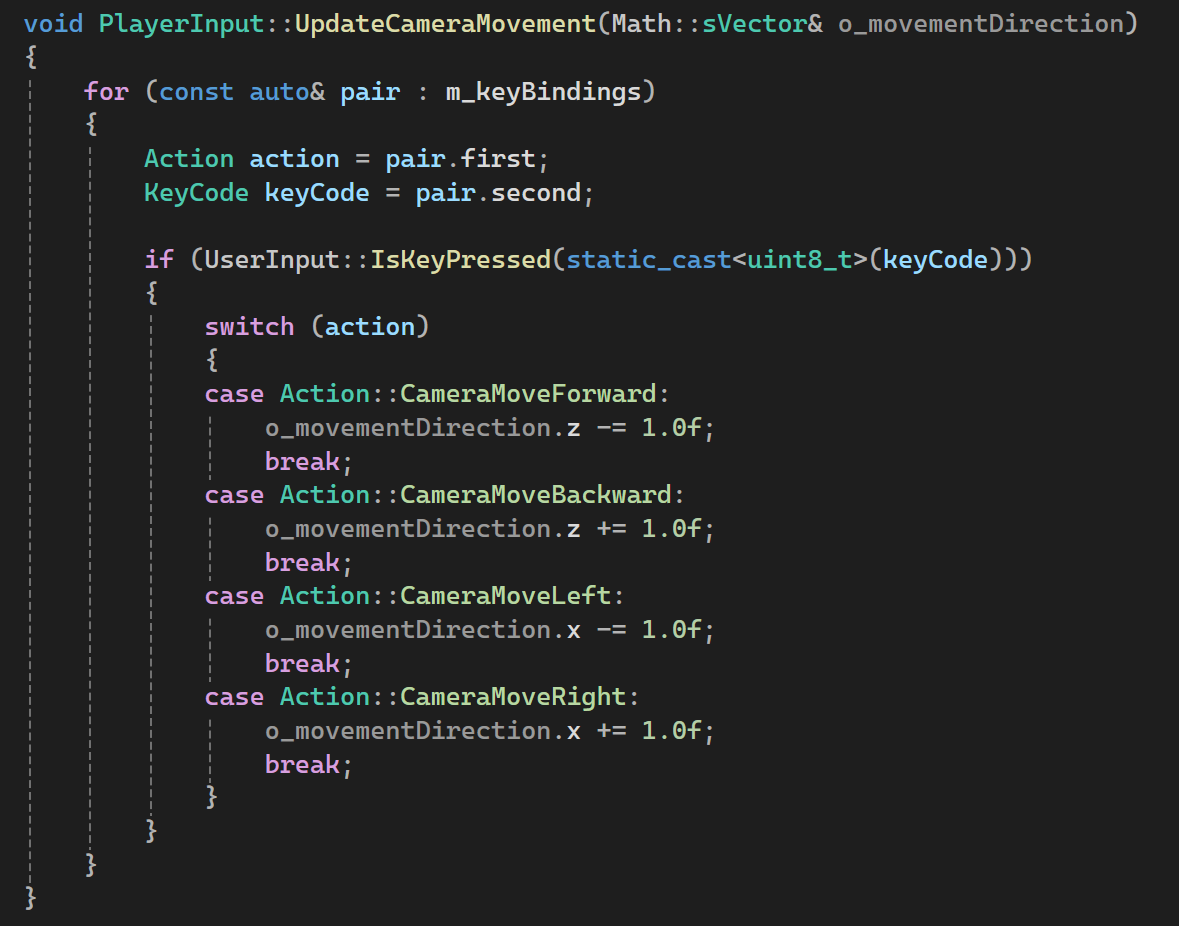 void PlayerInput::UpdateCameraMovement(Math::sVector& o_movementDirection)
{
    for (const auto& pair : m_keyBindings)
    {
        Action action = pair.first;
        KeyCode keyCode = pair.second;

        if (UserInput::IsKeyPressed(static_cast<uint8_t>(keyCode)))
        {
            switch (action)
            {
            case Action::CameraMoveForward:
                o_movementDirection.z -= 1.0f;
                break;
            case Action::CameraMoveBackward:
                o_movementDirection.z += 1.0f;
                break;
            case Action::CameraMoveLeft:
                o_movementDirection.x -= 1.0f;
                break;
            case Action::CameraMoveRight:
                o_movementDirection.x += 1.0f;
                break;
            }
        }
    }
}